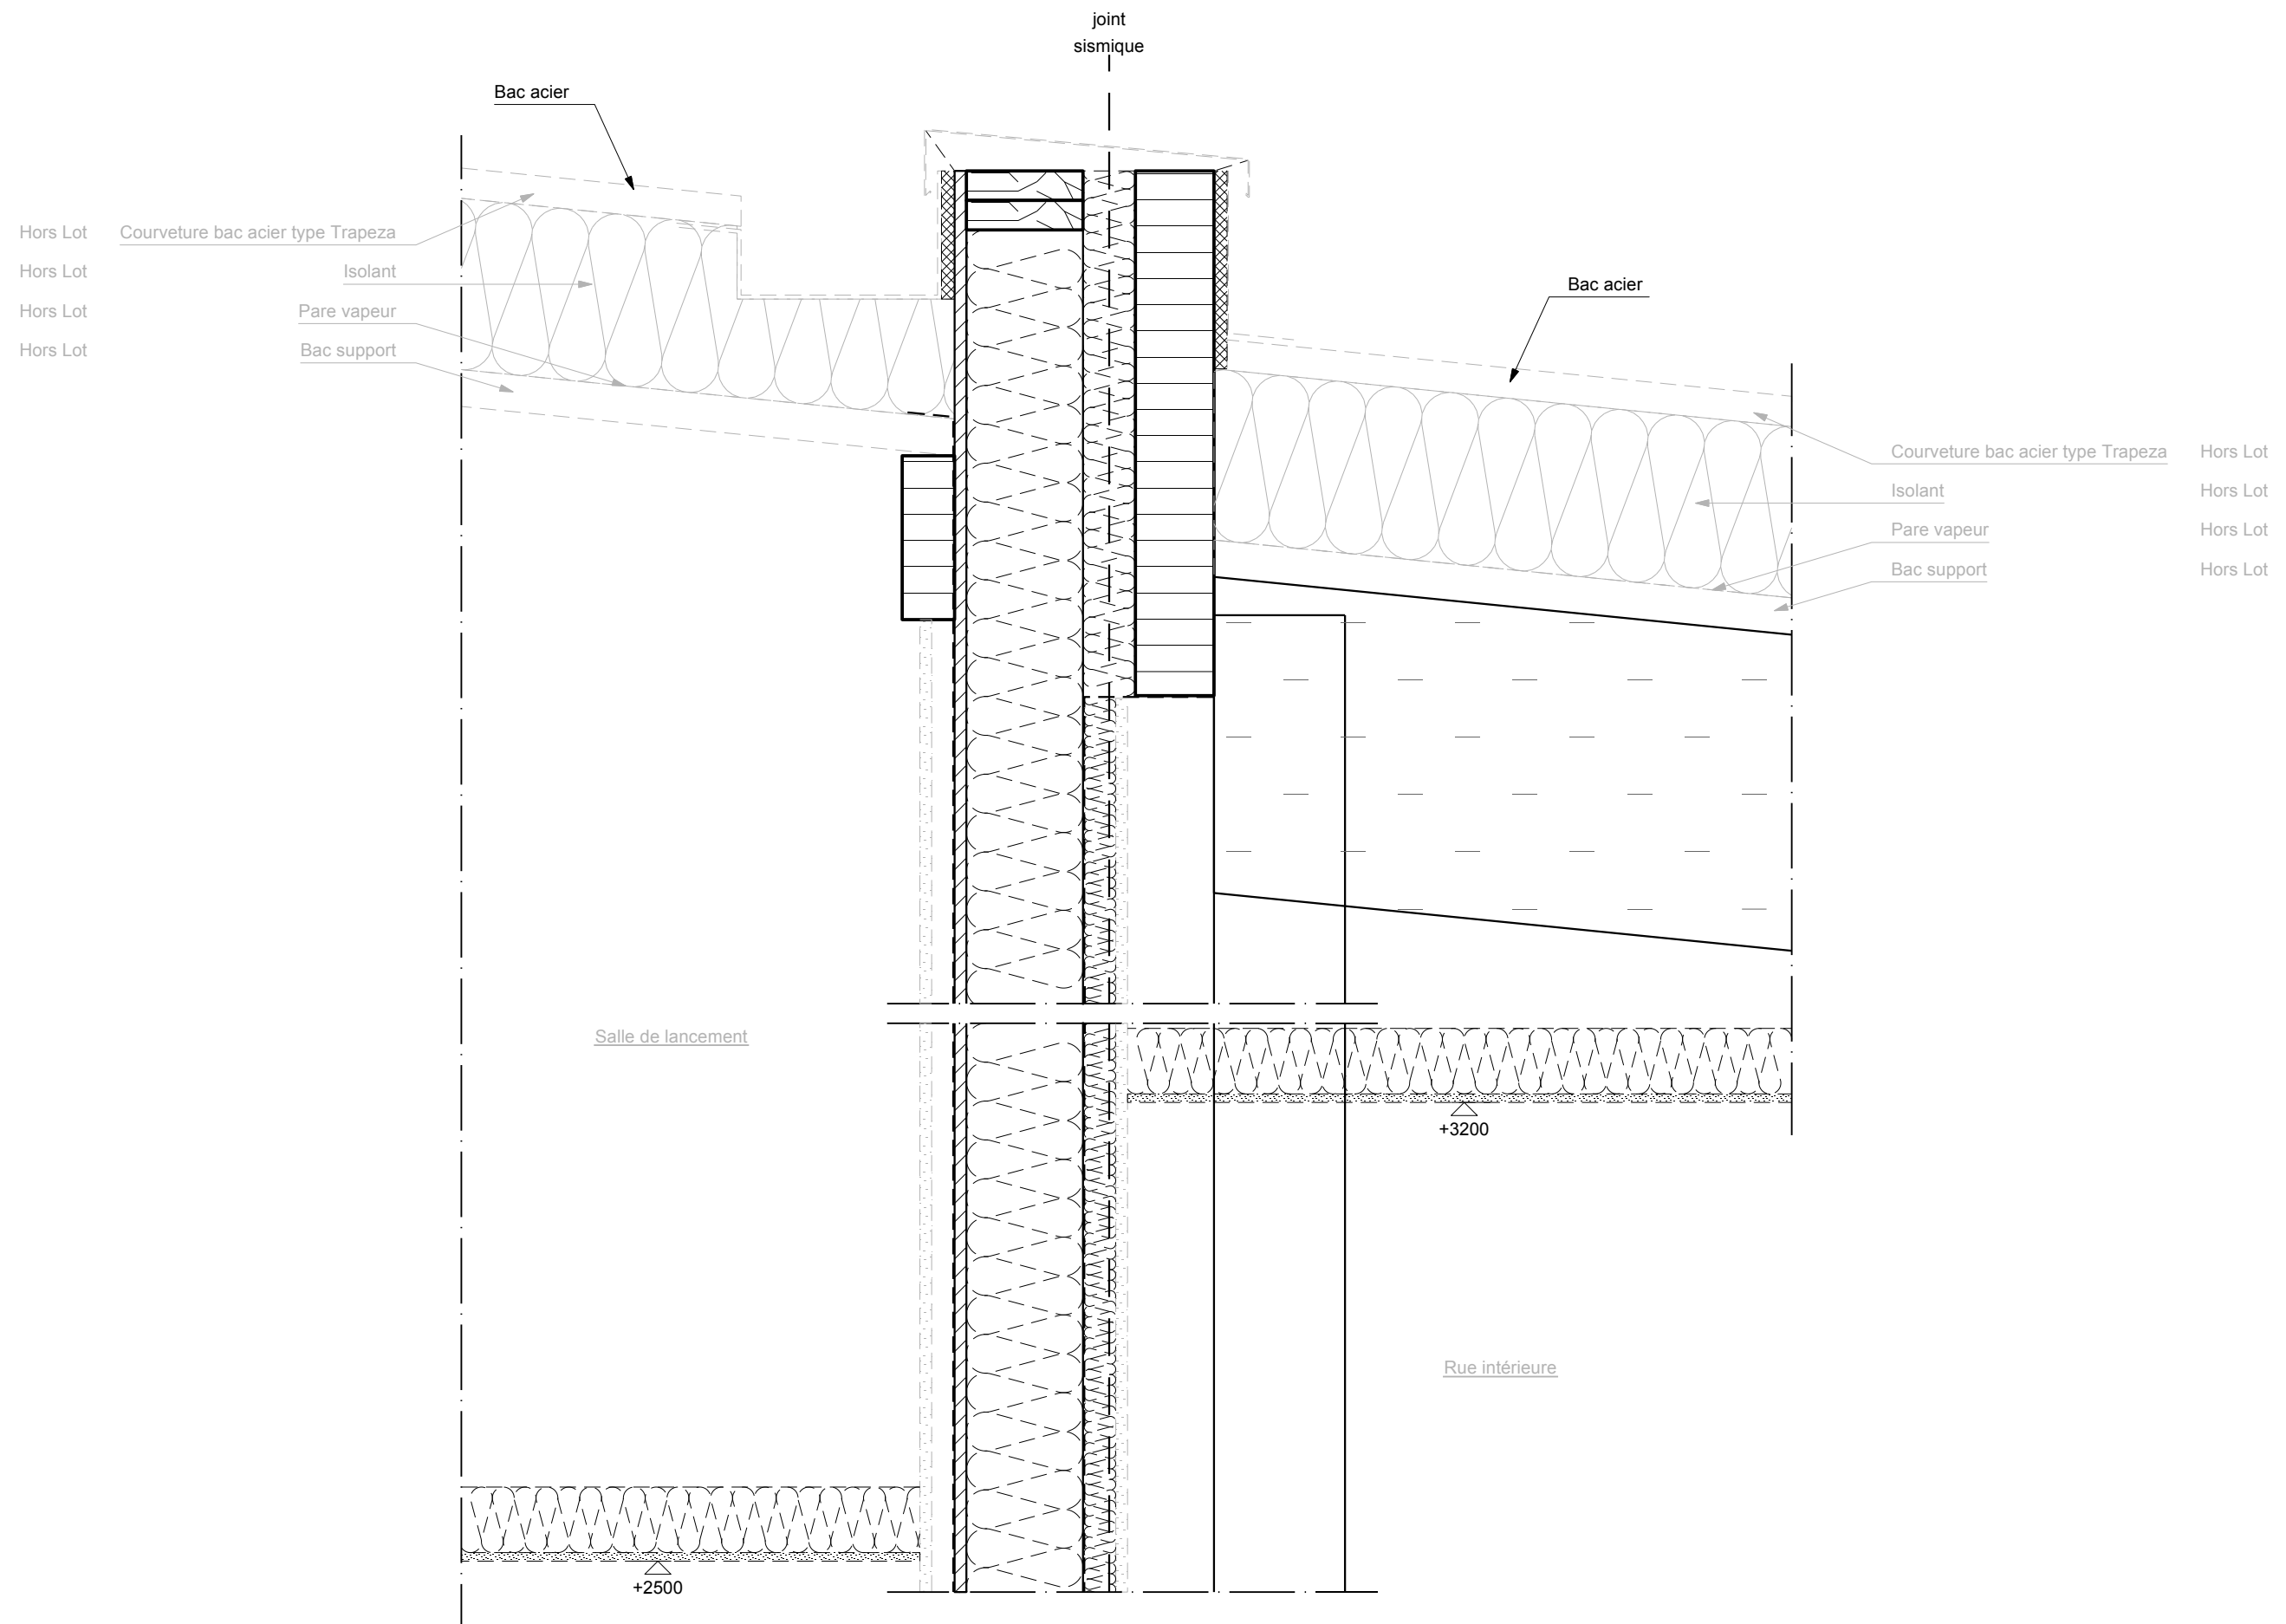 joint
sismique
Bac acier
Hors Lot Courveture bac acier type Trapeza
Hors Lot Isolant
Hors Lot Pare vapeur
Hors Lot Bac support
Bac acier
Courveture bac acier type Trapeza Hors Lot
Isolant Hors Lot
Pare vapeur Hors Lot
Bac support Hors Lot
Salle de lancement
+3200
Rue intérieure
+2500